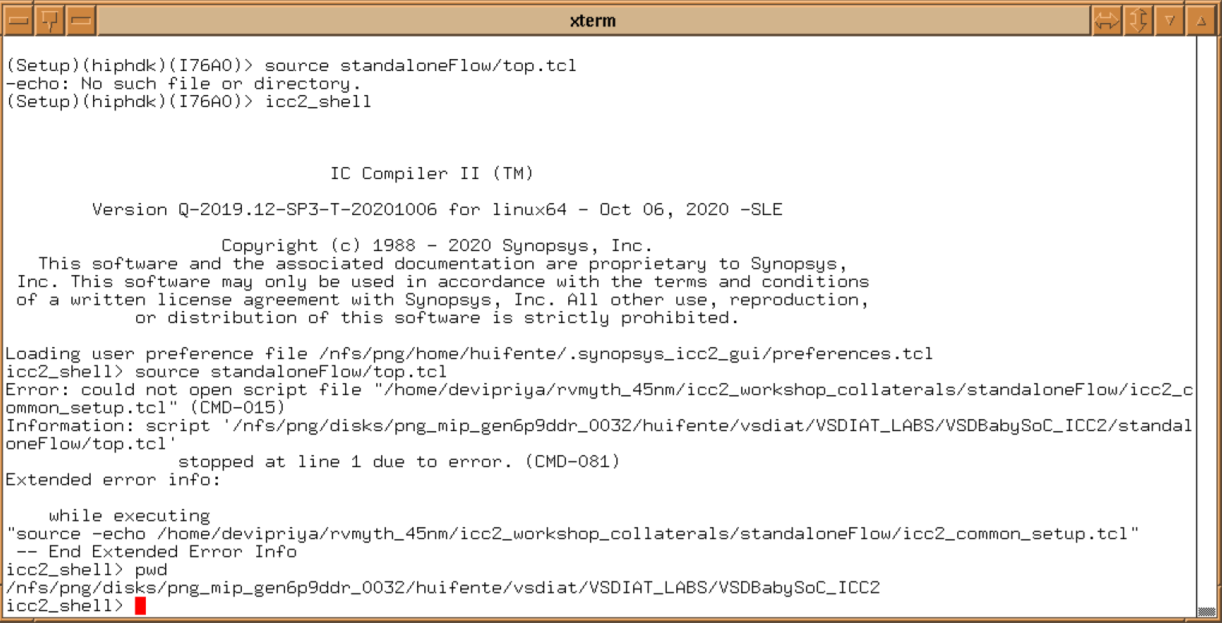 xterm
(Setup)(hiphdk)(I76A0)> source standaloneFlow/top.tcl
-echo: No such file or directory.
(Setup)(hiphdk)(I76A0)> icc2_shell
IC Compiler II (TM)
Version Q-2019.12-SP3-T-20201006 for linux64 - Oct 06, 2020 -SLE
Copyright (c) 1988 - 2020 Synopsys, Inc.
This software and the associated documentation are proprietary to Synopsys,
Inc. This software may only be used in accordance with the terms and conditions
of a written license agreement with Synopsys, Inc. All other use, reproduction,
or distribution of this software is strictly prohibited.
Loading user preference file /nfs/png/home/huifente/.synopsys_icc2_gui/preferences.tcl
icc2_shell> source standaloneFlow/top.tcl
Error: could not open script file "/home/devipriya/rvmyth_45nm/icc2_workshop_collaterals/standaloneFlow/icc2_c
ommon_setup.tcl" (CMD-015)
Information: script '/nfs/png/disks/png_mip_gen6p9ddr_0032/huifente/vsdiat/VSDIAT_LABS/VSDBabySoC_ICC2/standal
oneFlow/top.tcl'
stopped at line 1 due to error. (CMD-081)
Extended error info:
while executing
"source -echo /home/devipriya/rvmyth_45nm/icc2_workshop_collaterals/standaloneFlow/icc2_common_setup.tcl"
-- End Extended Error Info
icc2_shell> pwd
/nfs/png/disks/png_mip_gen6p9ddr_0032/huifente/vsdiat/VSDIAT_LABS/VSDBabySoC_ICC2
icc2_shell>